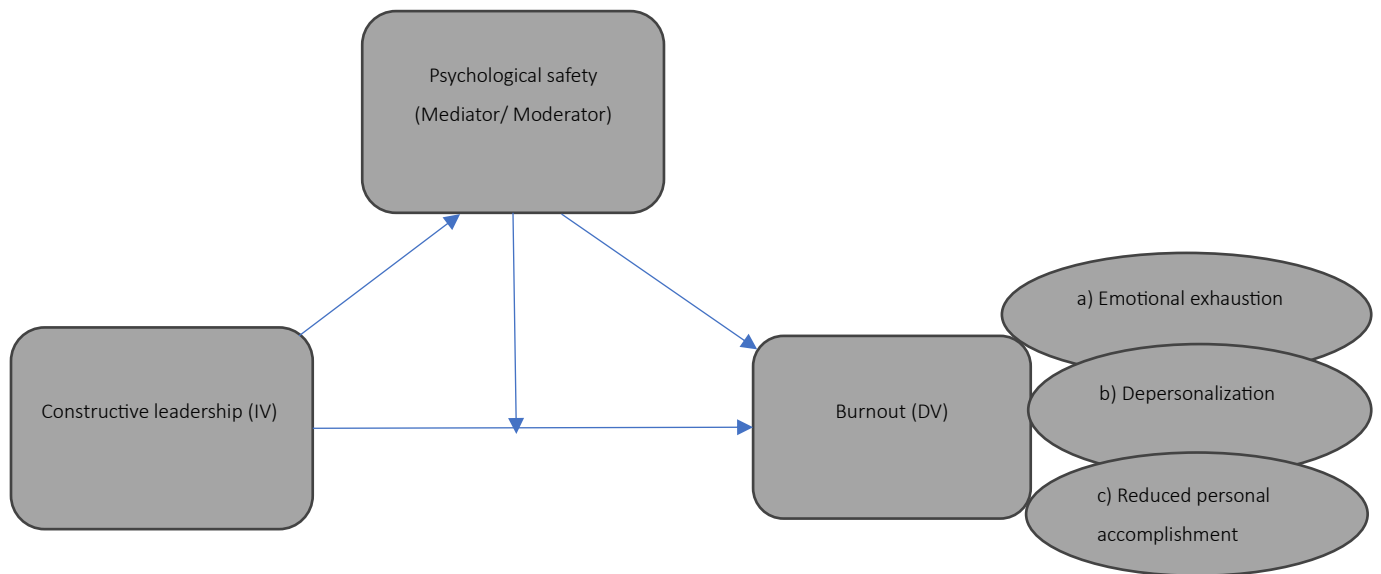 Psychological safety
(Mediator/ Moderator)
Constructive leadership (IV)
Burnout (DV)
a) Emotional exhaustion
b) Depersonalization
c) Reduced personal
accomplishment